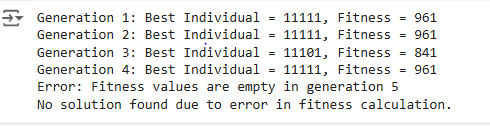 Generation 1: Best Individual = 11111, Fitness = 961
Generation 2: Best Individual = 11111, Fitness = 961
Generation 3: Best Individual = 11101, Fitness = 841
Generation 4: Best Individual = 11111, Fitness = 961
Error: Fitness values are empty in generation 5
No solution found due to error in fitness calculation.